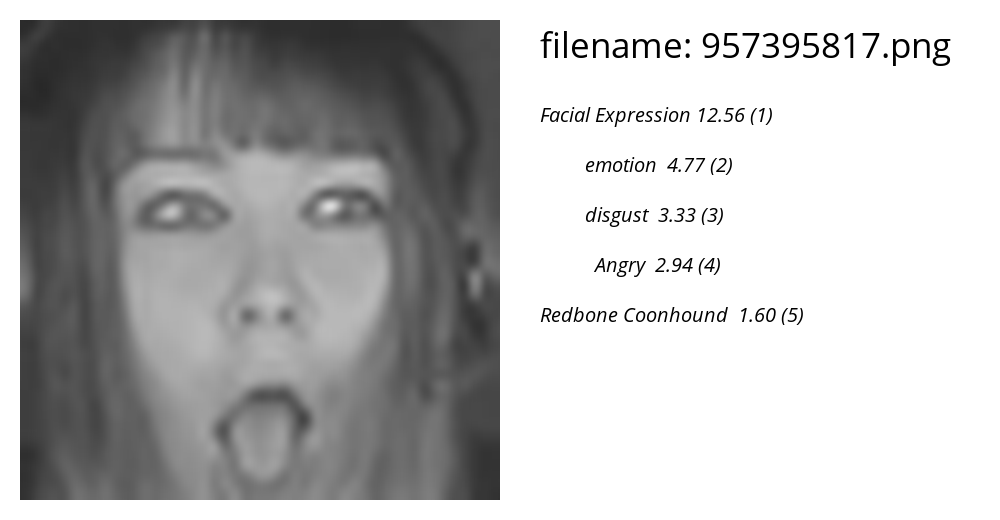 filename: 957395817.png
Facial Expression 12.56 (1)
emotion 4.77 (2)
disgust 3.33 (3)
Angry 2.94 (4)
Redbone Coonhound 1.60 (5)